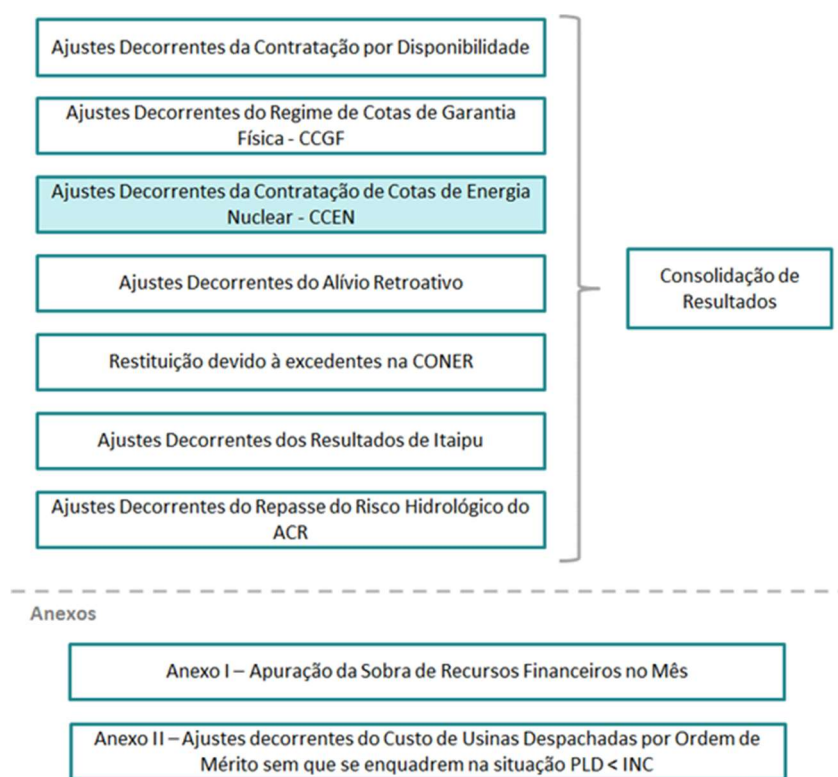 Ajustes Decorrentes da Contratação por Disponibilidade
Ajustes Decorrentes do Regime de Cotas de Garantia
Física - CCGF
Ajustes Decorrentes da Contratação de Cotas de Energia
Nuclear - CCEN
Ajustes Decorrentes do Alívio Retroativo
Restituição devido à excedentes na CONER
Ajustes Decorrentes dos Resultados de Itaipu
Ajustes Decorrentes do Repasse do Risco Hidrológico do
ACR
Consolidação de
Resultados
Anexos
Anexo I – Apuração da Sobra de Recursos Financeiros no Mês
Anexo II – Ajustes decorrentes do Custo de Usinas Despachadas por Ordem de
Mérito sem que se enquadrem na situação PLD < INC